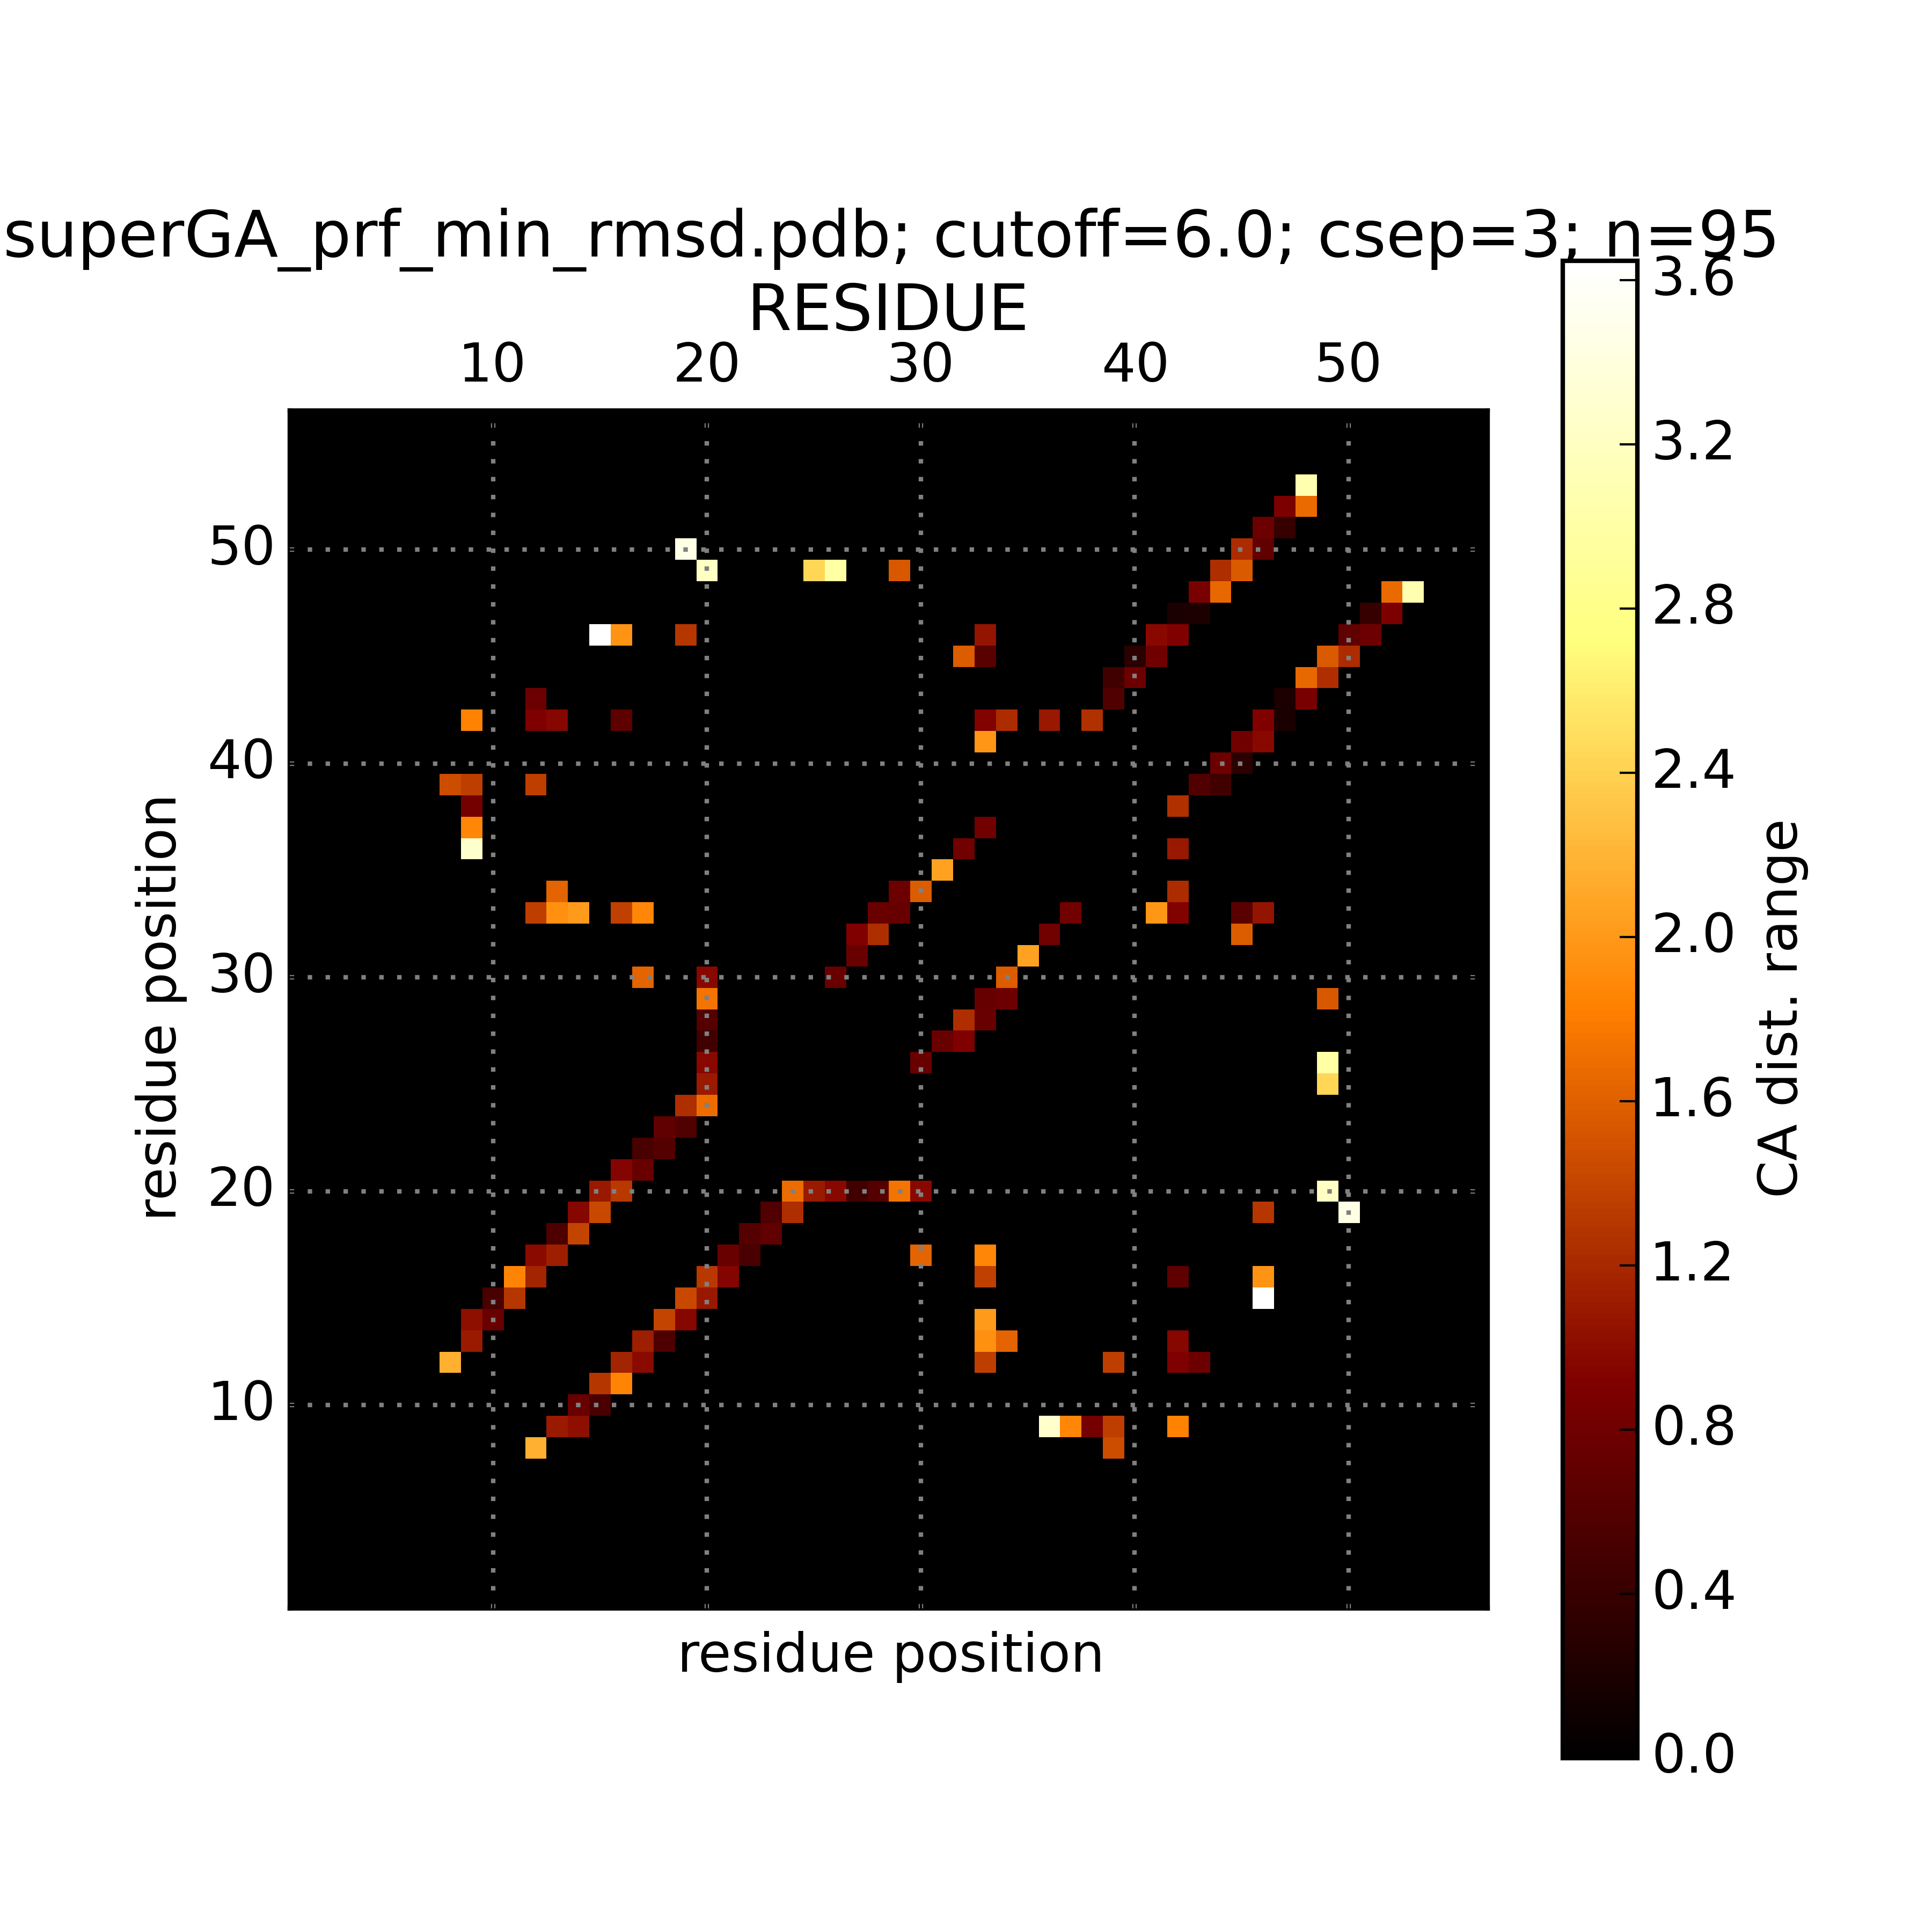 superGA_prf_min_rmsd.pdb; cutoff=6.0; csep=3; n=95
RESIDUE
10 20 30 40 50
50
40
30
20
10
residue position
residue position
3.6
3.2
2.8
2.4
2.0
1.6
1.2
0.8
0.4
0.0
CA dist. range